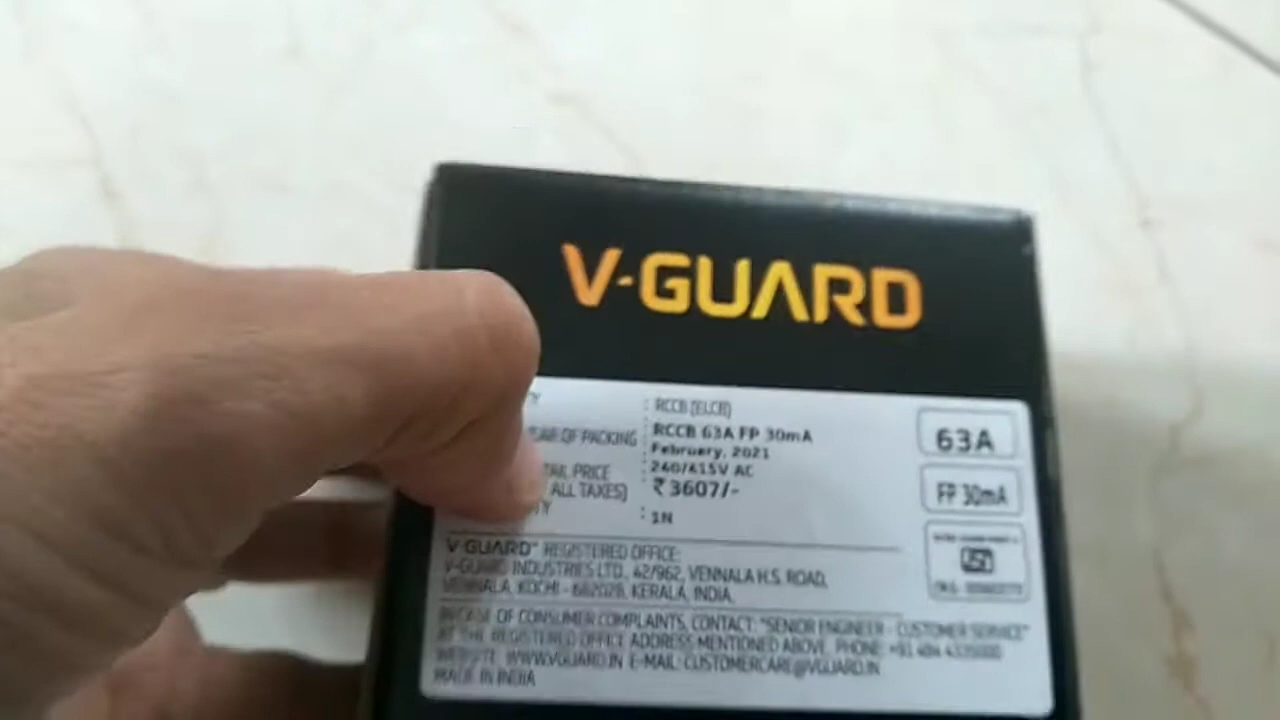 V-GUARD
: RCCB (ELCB)
RCCB 63A FP 30mA
YEAR OF PACKING : February, 2021
: 240/415V AC
PRICE : ₹ 3607/-
ALL TAXES)
: 1N
63A
FP 30mA
V-GUARD REGISTERED OFFICE:
V-GUARD INDUSTRIES LTD., 42/962, VENNALA H.S. ROAD,
VENNALA, KOCHI - 682028, KERALA, INDIA.
IN CASE OF CONSUMER COMPLAINTS, CONTACT: "SENIOR ENGINEER - CUSTOMER SERVICE"
AT THE REGISTERED OFFICE ADDRESS MENTIONED ABOVE. PHONE: +91 484 4335000
WEBSITE: WWW.VGUARD.IN E-MAIL: CUSTOMERCARE@VGUARD.IN
MADE IN INDIA